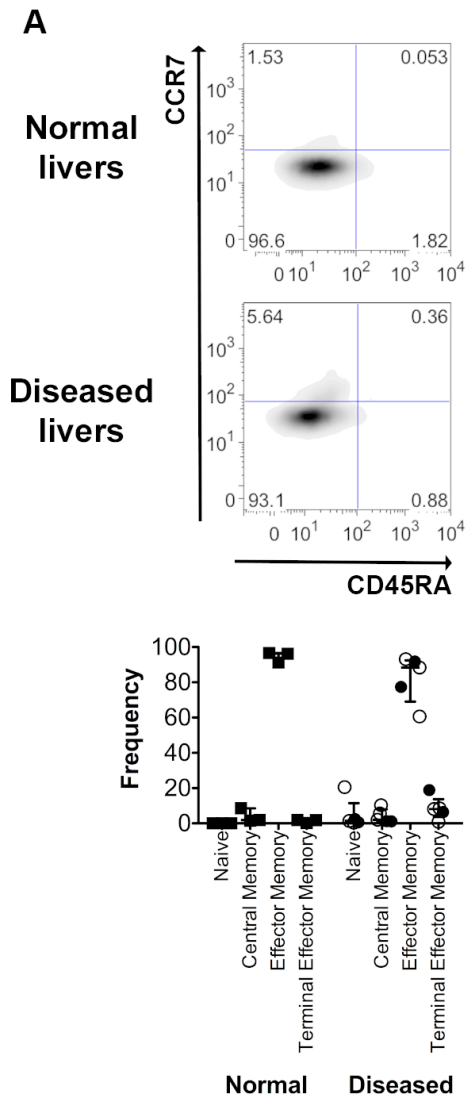 A
Normal
livers
CCR7
1.53 0.053
10³
10²
10¹
0
96.6 1.82
0 10¹ 10² 10³ 10⁴
Diseased
livers
5.64 0.36
10³
10²
10¹
0
93.1 0.88
0 10¹ 10² 10³ 10⁴
CD45RA
Frequency
100
80
60
40
20
0
Naive
Central Memory
Effector Memory
Terminal Effector Memory
Naive
Central Memory
Effector Memory
Terminal Effector Memory
Normal Diseased